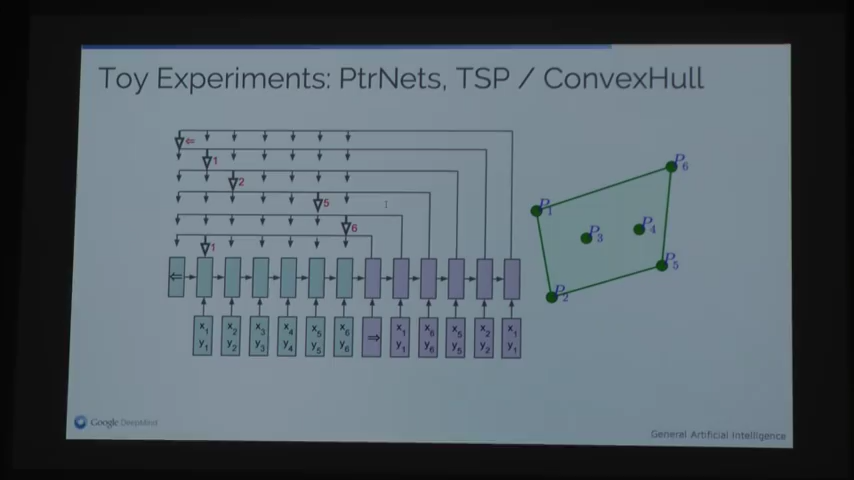 Toy Experiments: PtrNets, TSP / ConvexHull
⇐
1
2
5
6
1
⇐
x1 x2 x3 x4 x5 x6 ⇒ x1 x6 x5 x2 x1
y1 y2 y3 y4 y5 y6 y1 y6 y5 y2 y1
P6
P1
P4
P3
P5
P2
Google DeepMind
General Artificial Intelligence